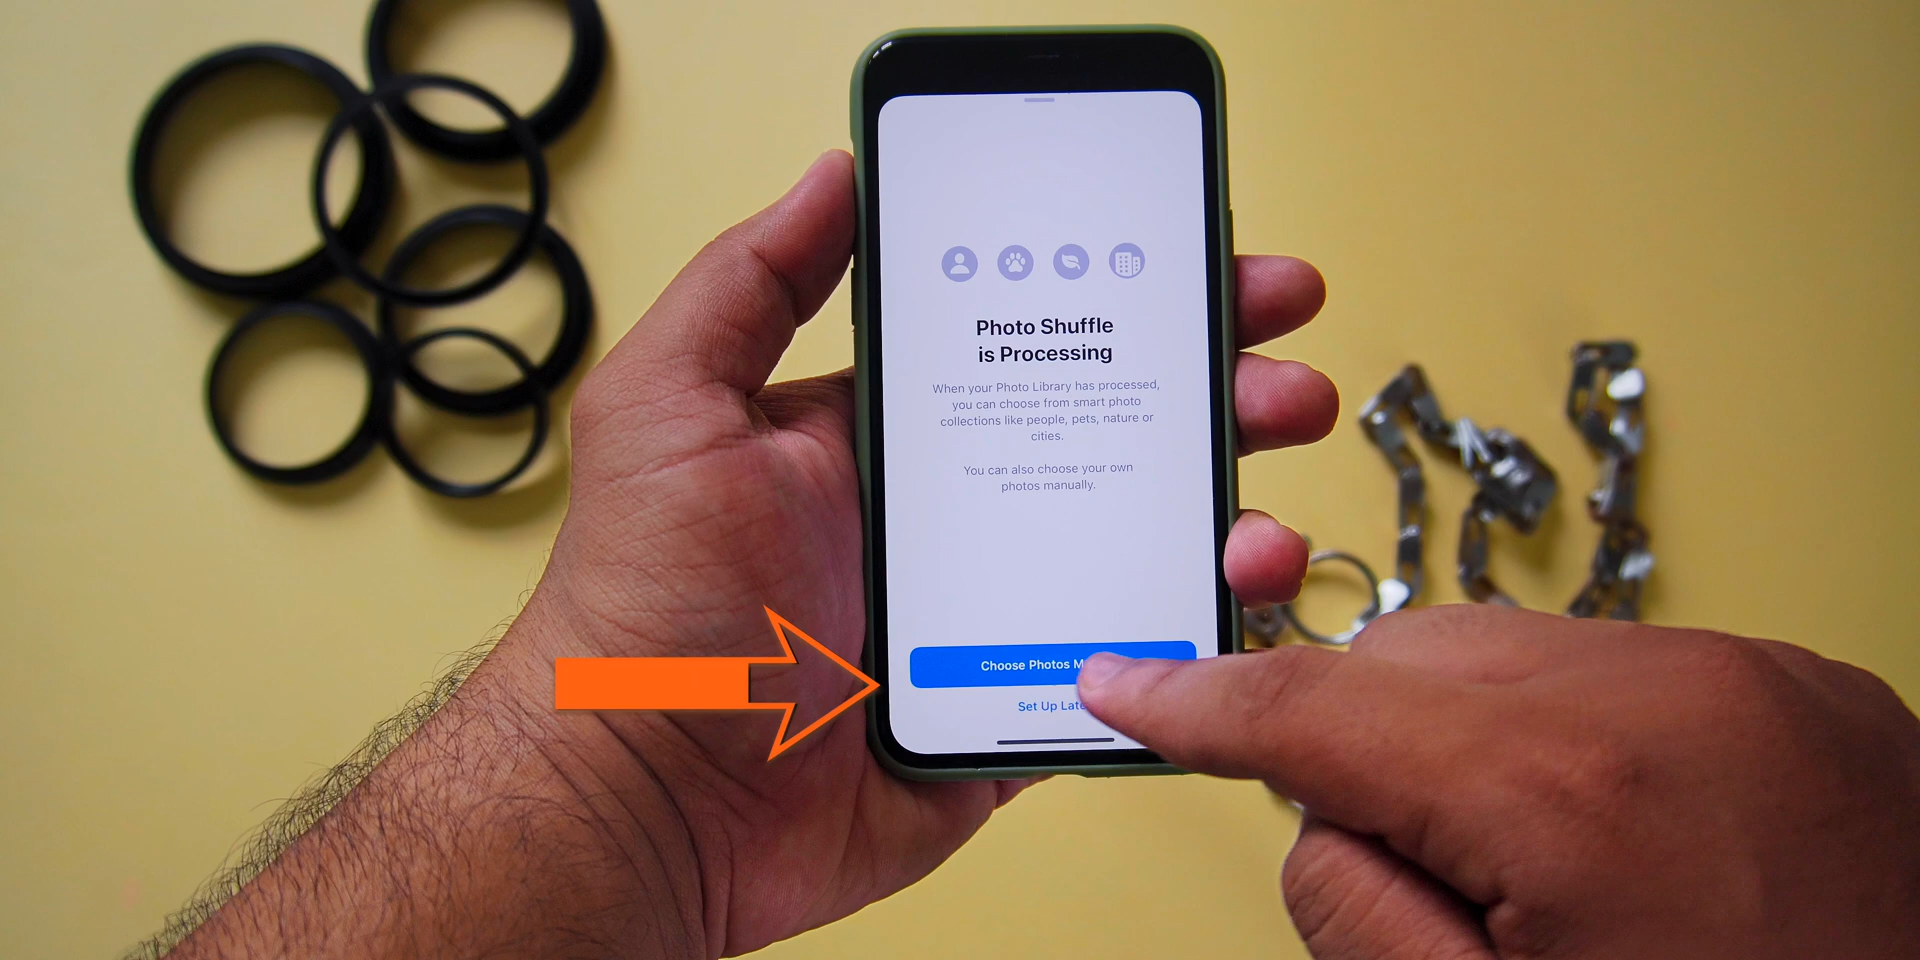 Photo Shuffle
is Processing
When your Photo Library has processed,
you can choose from smart photo
collections like people, pets, nature or
cities.
You can also choose your own
photos manually.
Choose Photos
Set Up